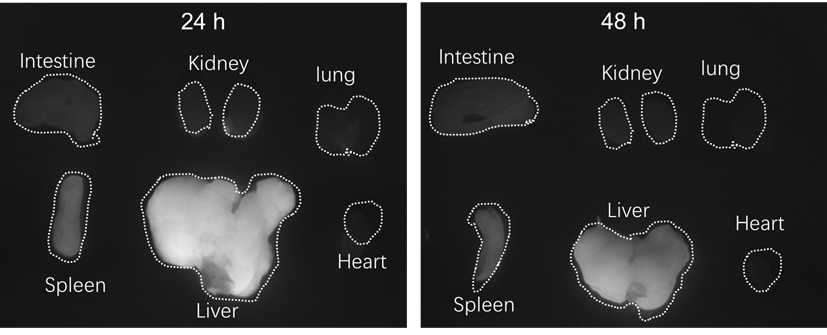 24 h
Intestine
Kidney
lung
Spleen
Liver
Heart
48 h
Intestine
Kidney
lung
Liver
Heart
Spleen